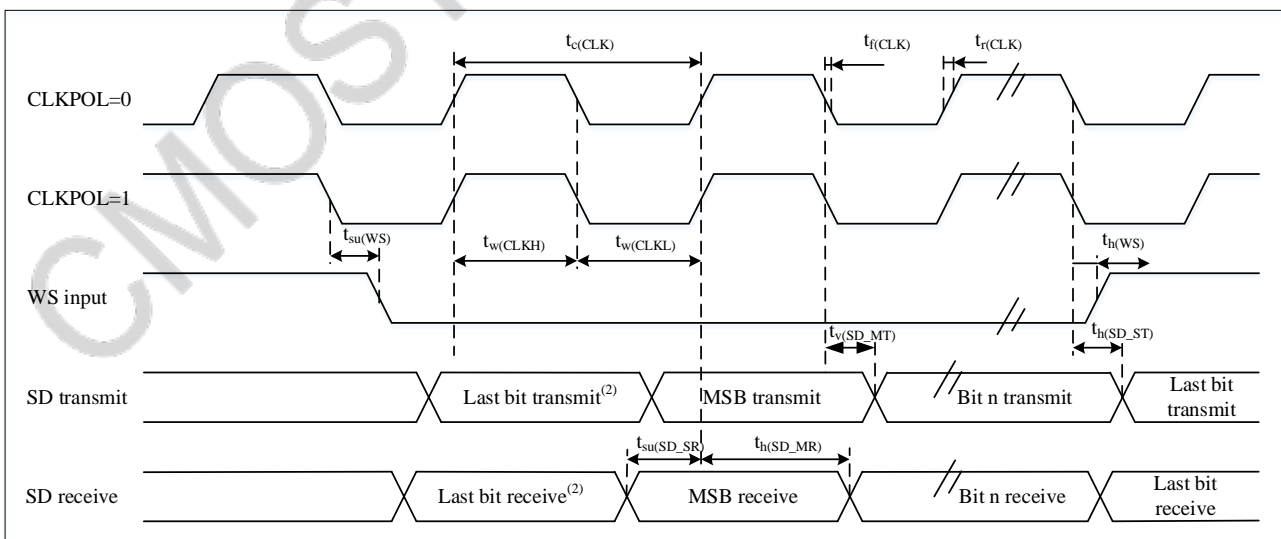 t_c(CLK)
t_f(CLK)
t_r(CLK)
CLKPOL=0
CLKPOL=1
t_su(WS)
t_w(CLKH)
t_w(CLKL)
t_h(WS)
WS input
t_v(SD_MT)
t_h(SD_ST)
SD transmit
Last bit transmit(2)
MSB transmit
Bit n transmit
Last bit
transmit
t_su(SD_SR)
t_h(SD_MR)
SD receive
Last bit receive(2)
MSB receive
Bit n receive
Last bit
receive
CMOST